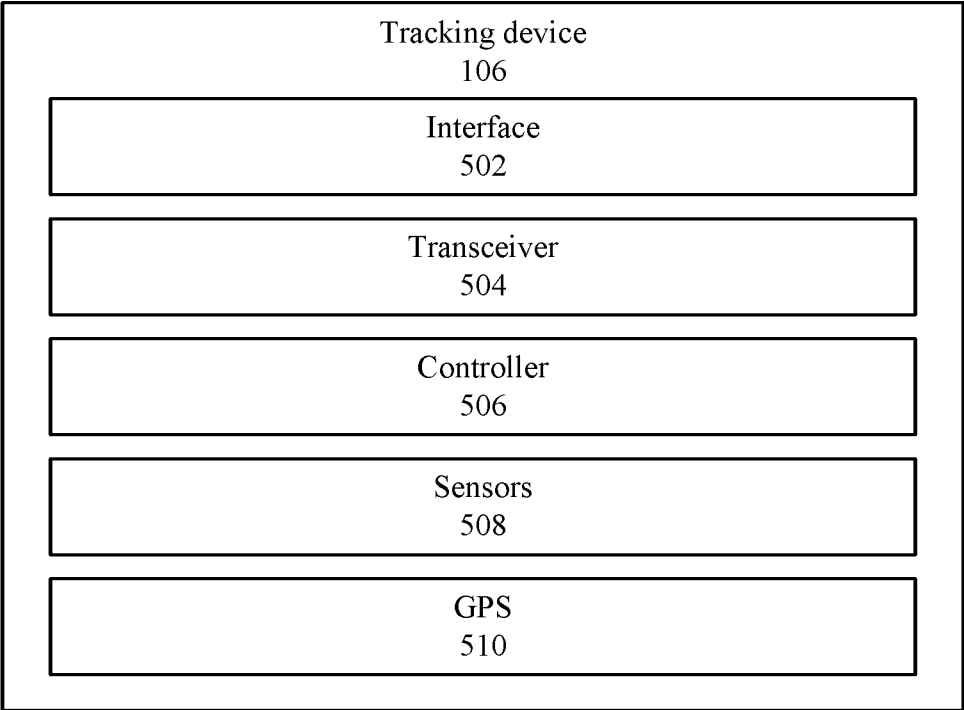 Tracking device
106
Interface
502
Transceiver
504
Controller
506
Sensors
508
GPS
510